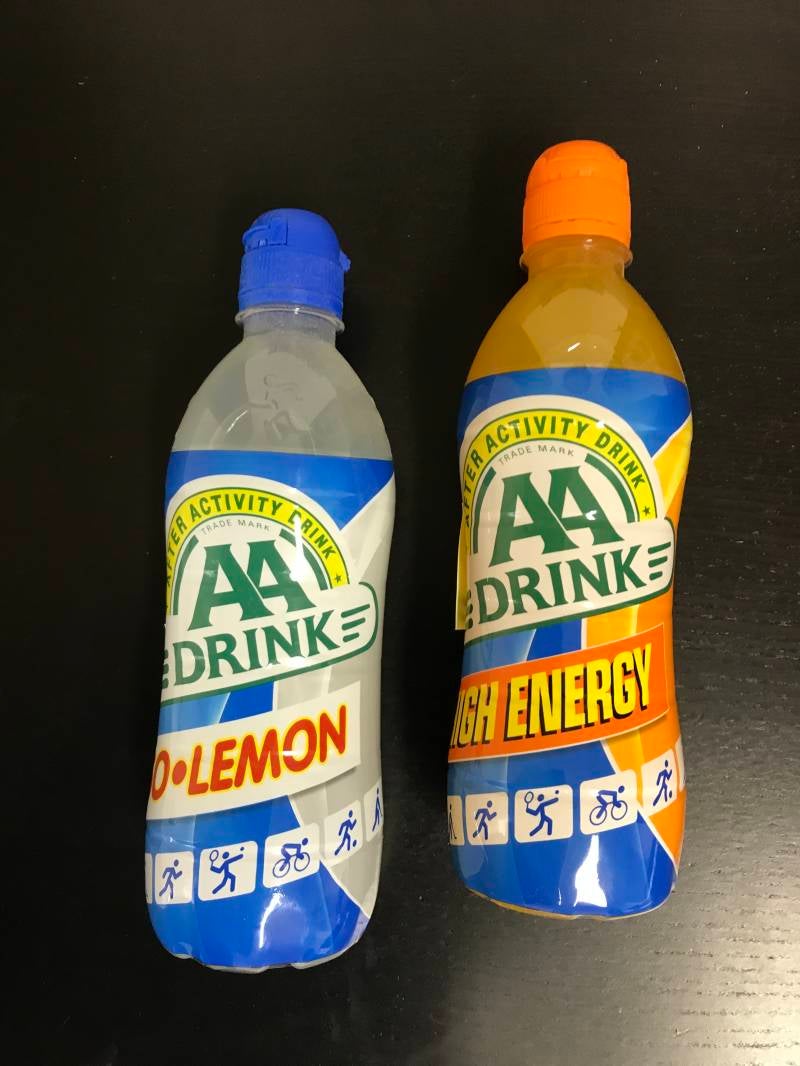 AFTER ACTIVITY DRINK
TRADE MARK
AA
DRINK
O•LEMON
AFTER ACTIVITY DRINK
TRADE MARK
AA
DRINK
IGH ENERGY